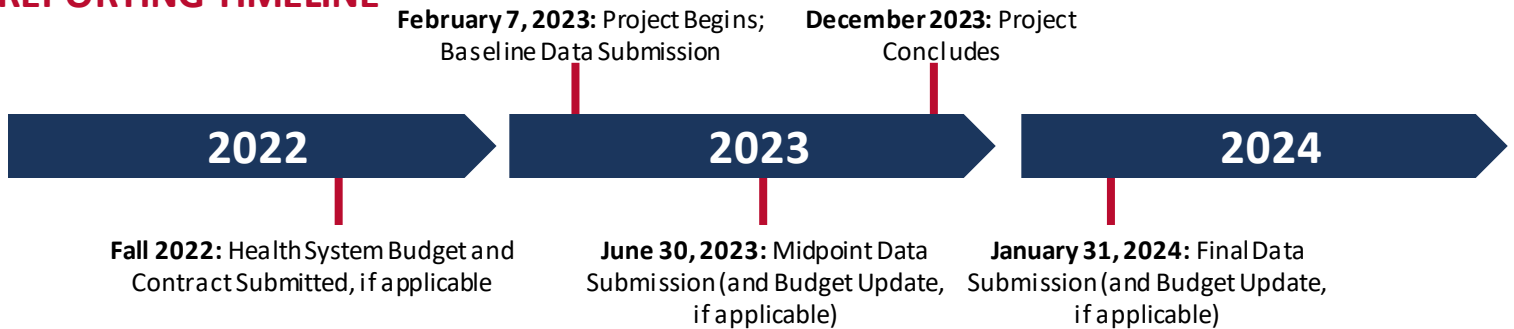 REPORTING TIMELINE
February 7, 2023: Project Begins;
Baseline Data Submission
December 2023: Project
Concludes
2022
2023
2024
Fall 2022: Health System Budget and
Contract Submitted, if applicable
June 30, 2023: Midpoint Data
Submission (and Budget Update,
if applicable)
January 31, 2024: Final Data
Submission (and Budget Update,
if applicable)